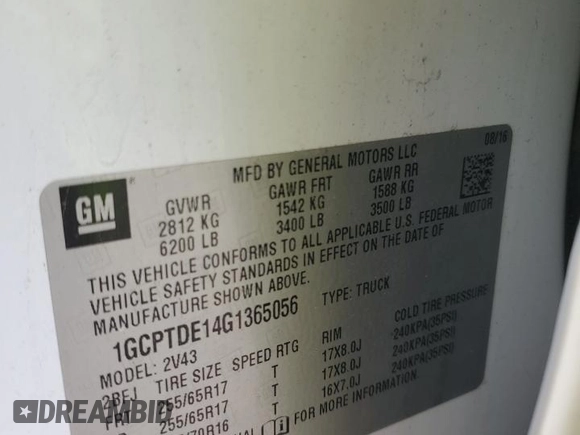 08/16
MFD BY GENERAL MOTORS LLC
GM
GVWR GAWR FRT GAWR RR
2812 KG 1542 KG 1588 KG
6200 LB 3400 LB 3500 LB
THIS VEHICLE CONFORMS TO ALL APPLICABLE U.S. FEDERAL MOTOR
VEHICLE SAFETY STANDARDS IN EFFECT ON THE DATE OF
MANUFACTURE SHOWN ABOVE.
1GCPTDE14G1365056 TYPE: TRUCK
MODEL: 2V43
TIRE SIZE SPEED RTG RIM COLD TIRE PRESSURE
255/65R17 T 17X8.0J 240KPA(35PSI)
255/65R17 T 17X8.0J 240KPA(35PSI)
T 16X7.0J 240KPA(35PSI)
FOR MORE INFORMATION.
DREAMBID